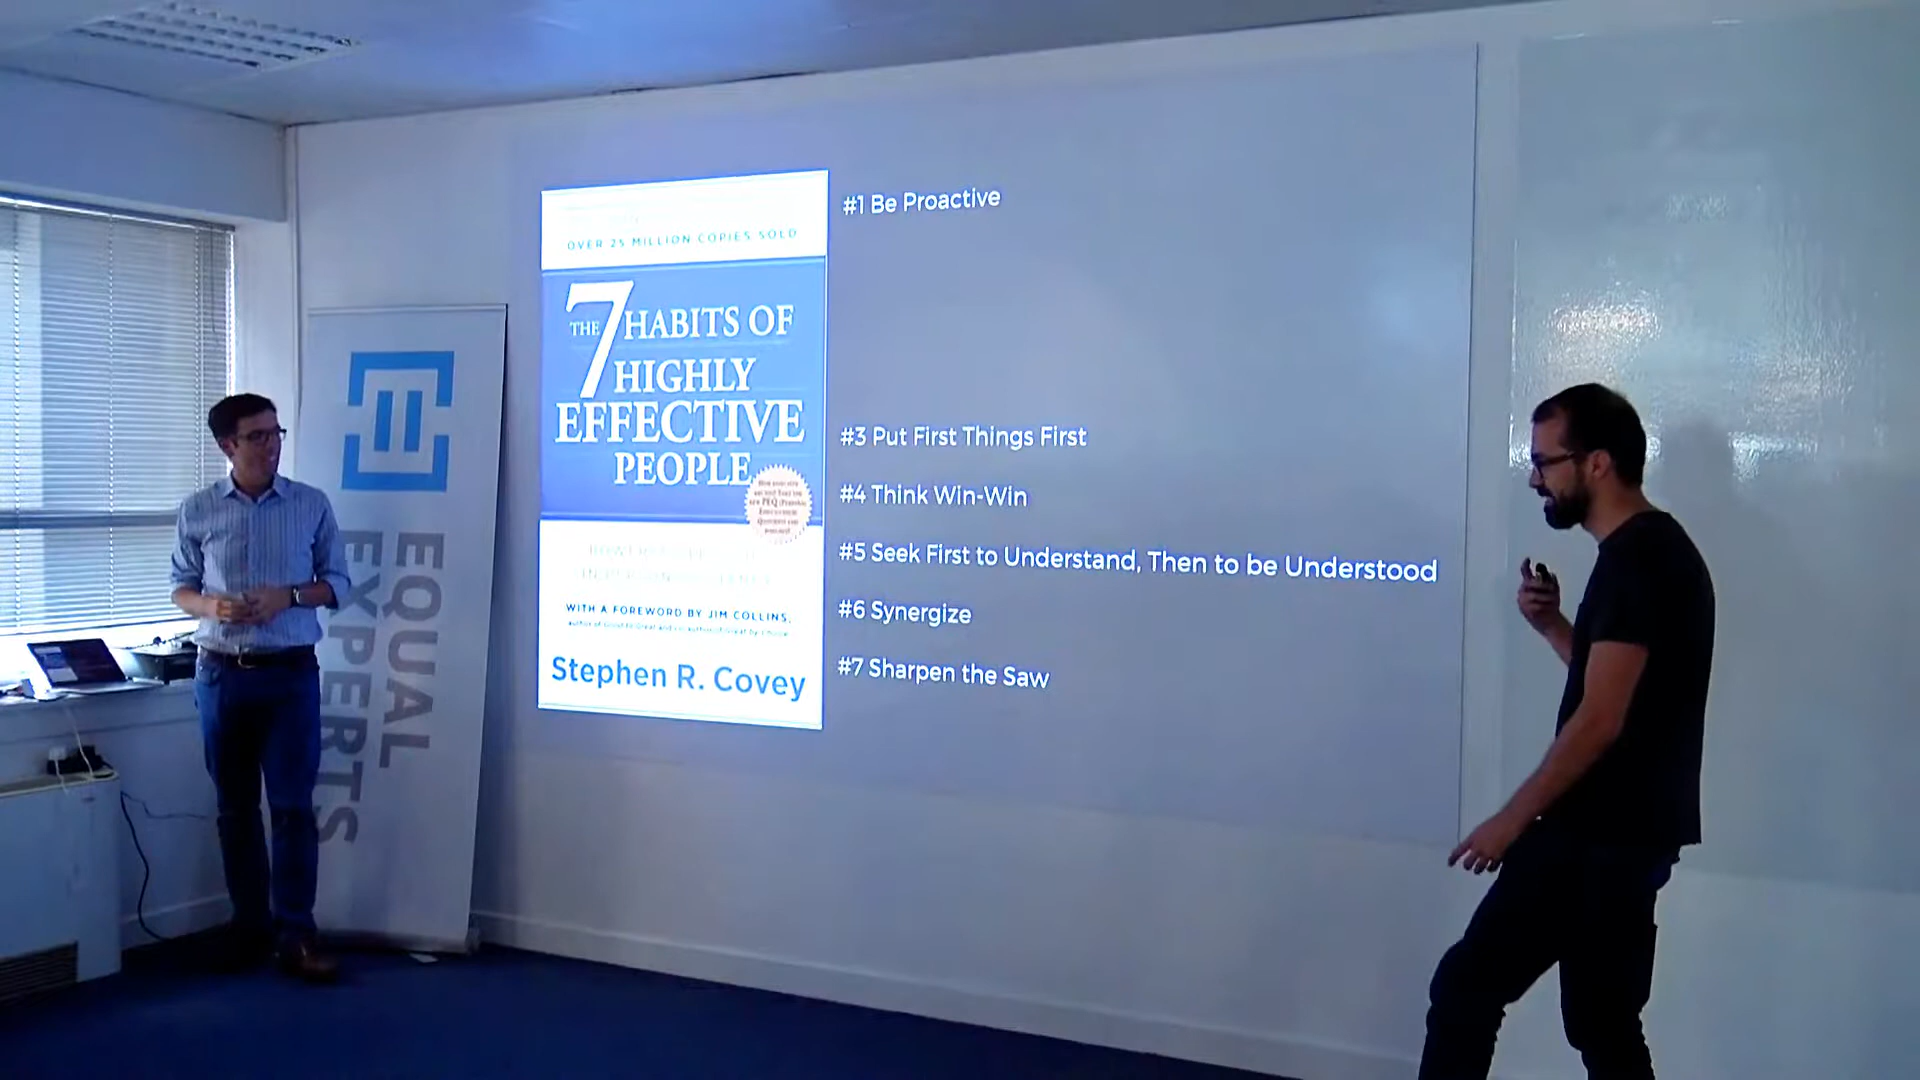 OVER 25 MILLION COPIES SOLD
THE 7 HABITS OF
HIGHLY
EFFECTIVE
PEOPLE
WITH A FOREWORD BY JIM COLLINS,
Stephen R. Covey
#1 Be Proactive
#3 Put First Things First
#4 Think Win-Win
#5 Seek First to Understand, Then to be Understood
#6 Synergize
#7 Sharpen the Saw
EQUAL
EXPERTS